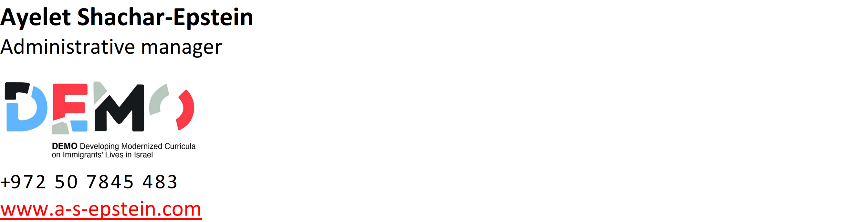 Ayelet Shachar-Epstein
Administrative manager
DEMO
DEMO Developing Modernized Curricula
on Immigrants' Lives in Israel
+972 50 7845 483
www.a-s-epstein.com